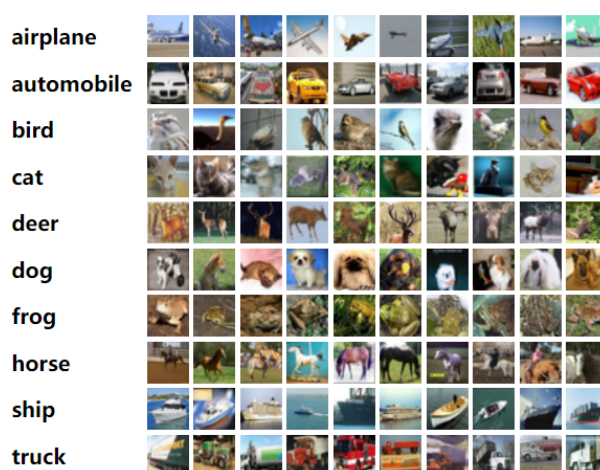 airplane
automobile
bird
cat
deer
dog
frog
horse
ship
truck